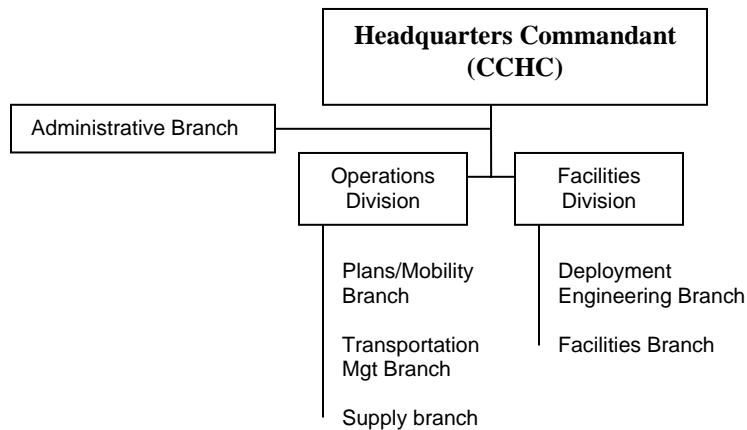 Headquarters Commandant
(CCHC)
Administrative Branch
Operations
Division
Facilities
Division
Plans/Mobility
Branch
Transportation
Mgt Branch
Supply branch
Deployment
Engineering Branch
Facilities Branch